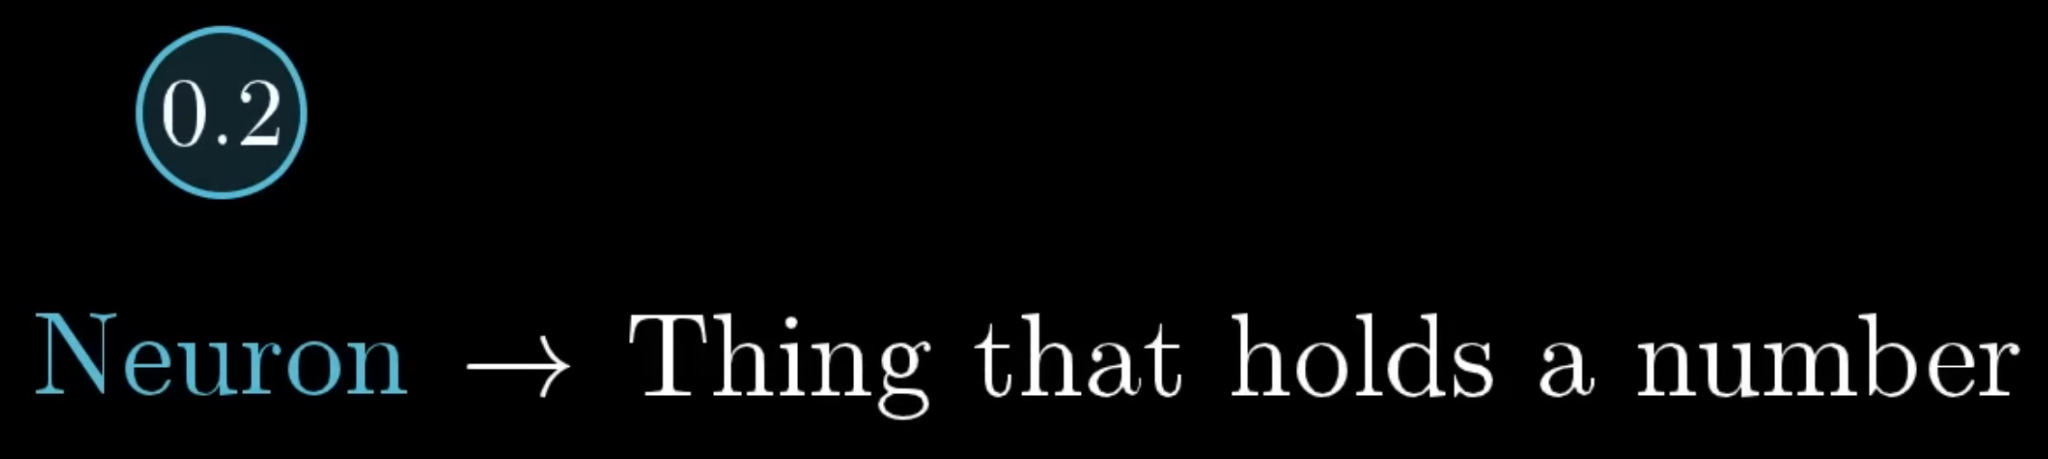 0.2
Neuron → Thing that holds a number